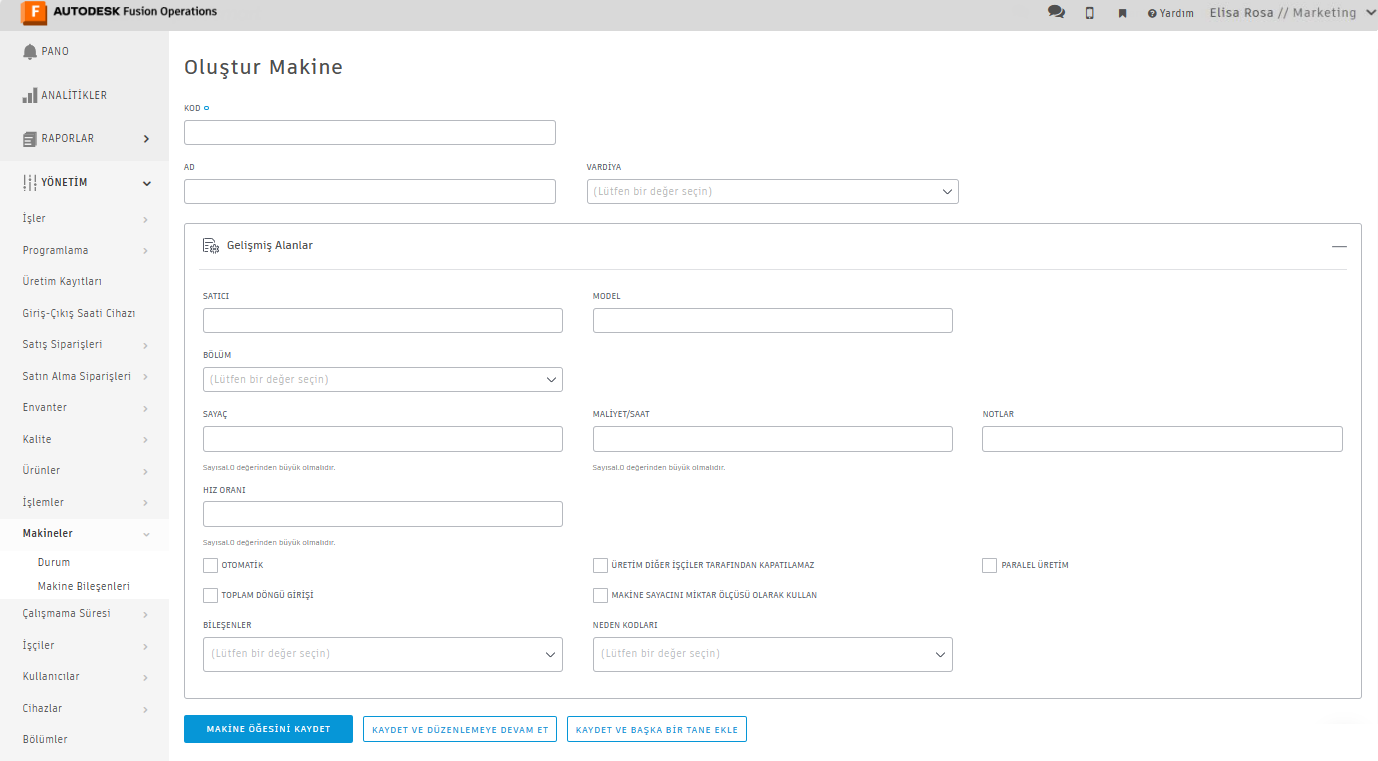 AUTODESK Fusion Operations
Yardım
Elisa Rosa // Marketing
PANO
ANALİTİKLER
RAPORLAR
YÖNETİM
İşler
Programlama
Üretim Kayıtları
Giriş-Çıkış Saati Cihazı
Satış Siparişleri
Satın Alma Siparişleri
Envanter
Kalite
Ürünler
İşlemler
Makineler
Durum
Makine Bileşenleri
Çalışmama Süresi
İşçiler
Kullanıcılar
Cihazlar
Bölümler
Oluştur Makine
KOD
AD
VARDİYA
(Lütfen bir değer seçin)
Gelişmiş Alanlar
SATICI
MODEL
BÖLÜM
(Lütfen bir değer seçin)
SAYAÇ
MALİYET/SAAT
NOTLAR
Sayısal.0 değerinden büyük olmalıdır.
Sayısal.0 değerinden büyük olmalıdır.
HIZ ORANI
Sayısal.0 değerinden büyük olmalıdır.
OTOMATİK
ÜRETİM DİĞER İŞÇİLER TARAFINDAN KAPATILAMAZ
PARALEL ÜRETİM
TOPLAM DÖNGÜ GİRİŞİ
MAKİNE SAYACINI MİKTAR ÖLÇÜSÜ OLARAK KULLAN
BİLEŞENLER
NEDEN KODLARI
(Lütfen bir değer seçin)
(Lütfen bir değer seçin)
MAKİNE ÖĞESİNİ KAYDET
KAYDET VE DÜZENLEMEYE DEVAM ET
KAYDET VE BAŞKA BİR TANE EKLE